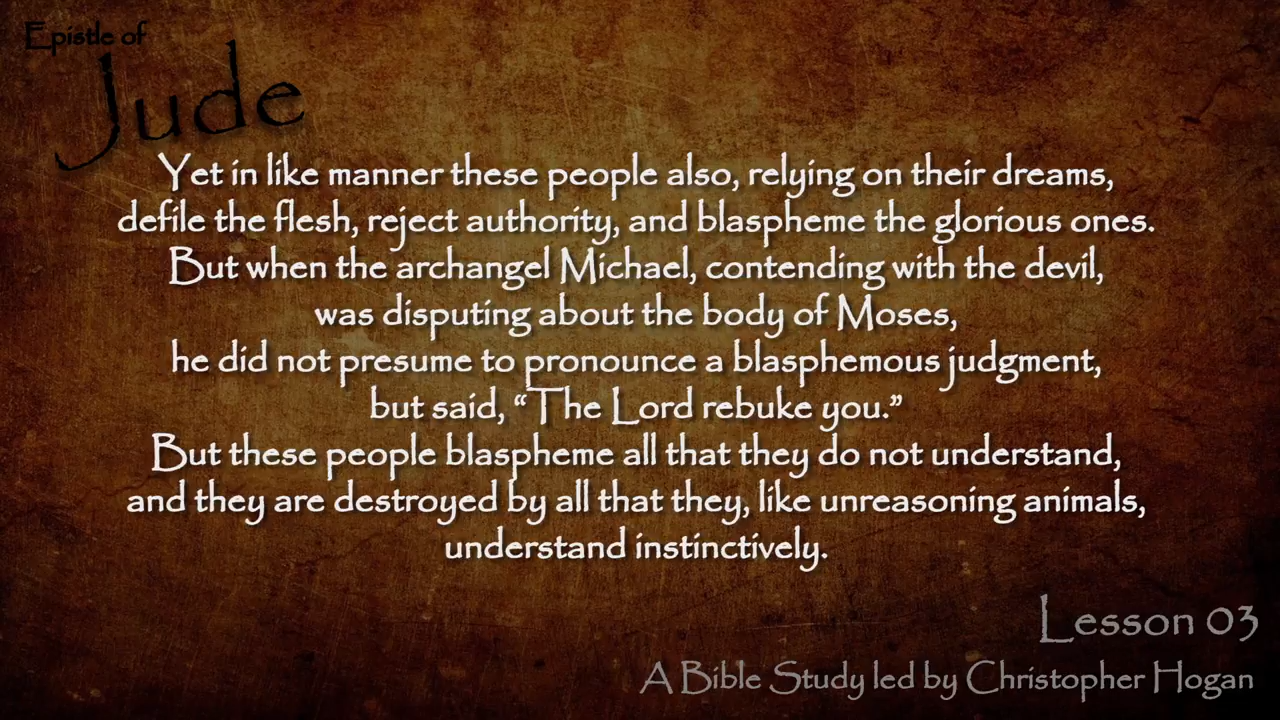 Epistle of
Jude
Yet in like manner these people also, relying on their dreams,
defile the flesh, reject authority, and blaspheme the glorious ones.
But when the archangel Michael, contending with the devil,
was disputing about the body of Moses,
he did not presume to pronounce a blasphemous judgment,
but said, “The Lord rebuke you.”
But these people blaspheme all that they do not understand,
and they are destroyed by all that they, like unreasoning animals,
understand instinctively.
Lesson 03
A Bible Study led by Christopher Hogan